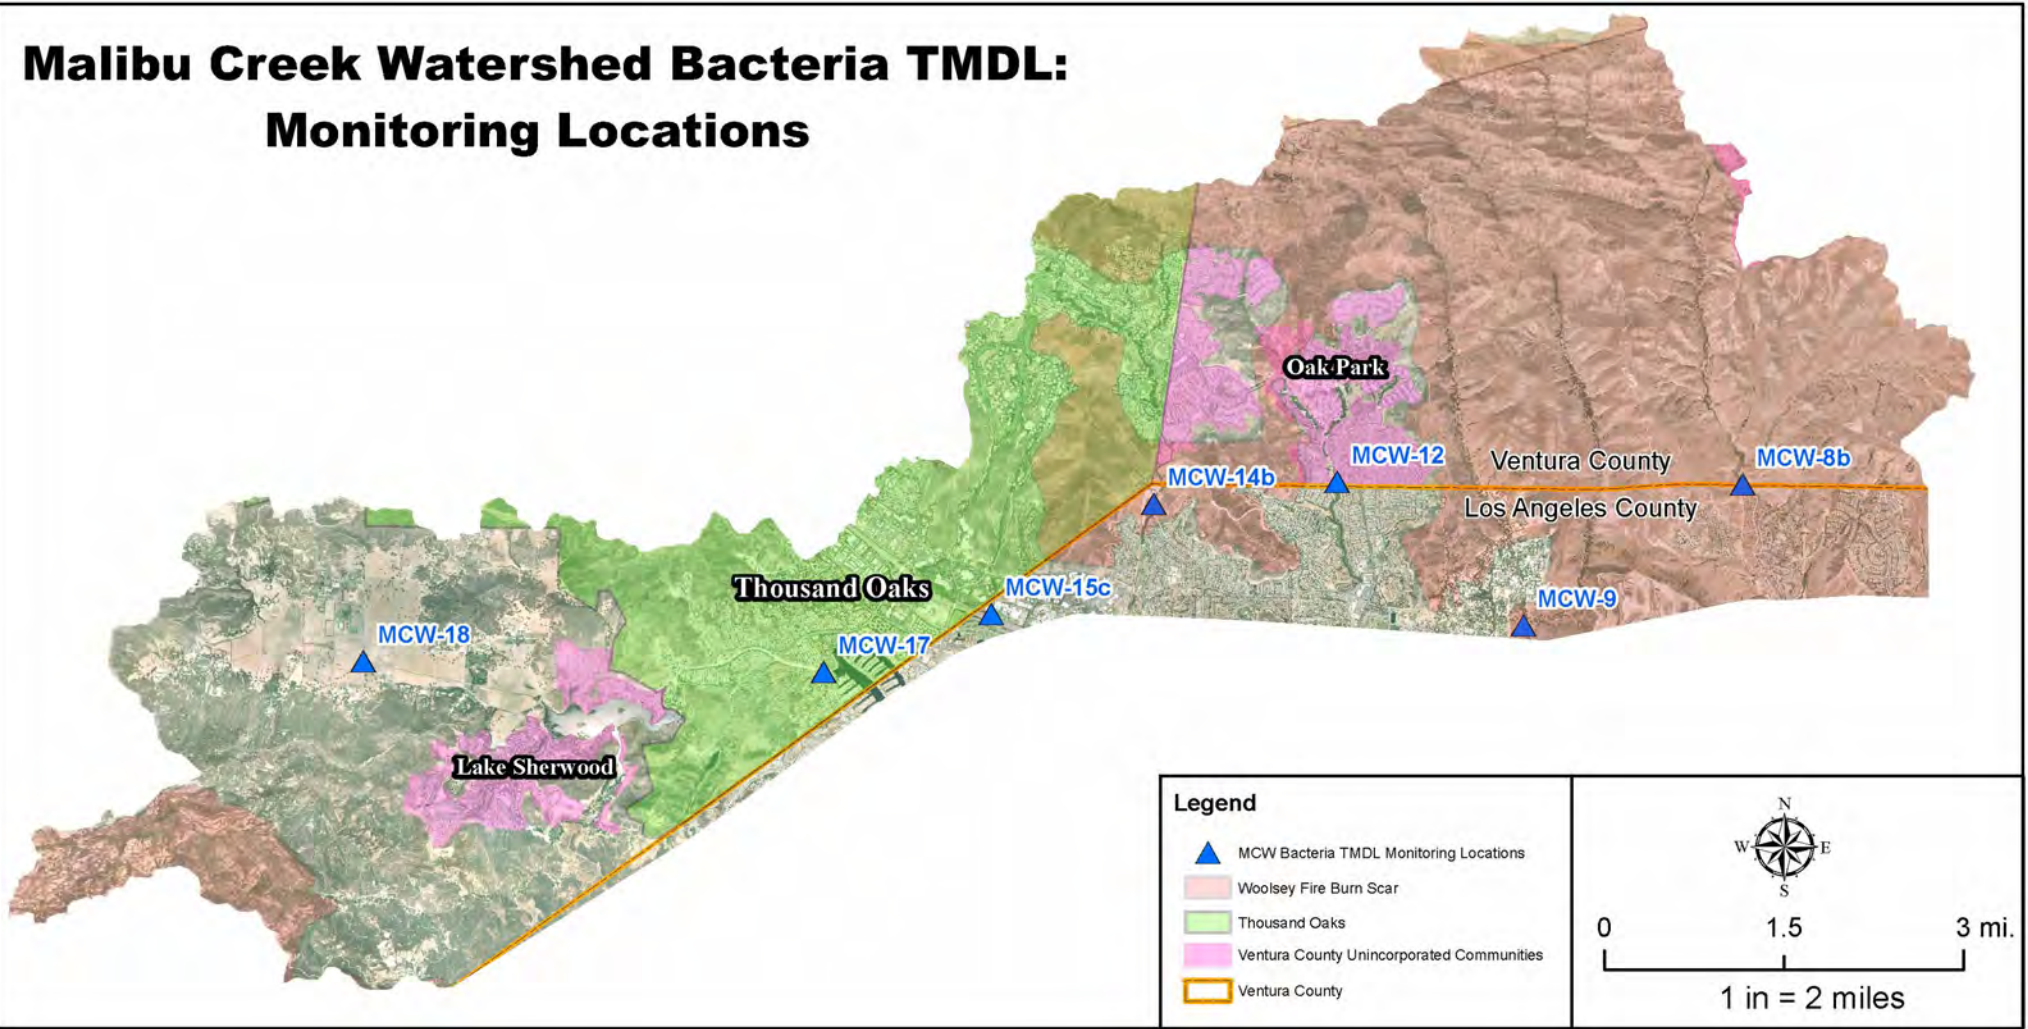 Malibu Creek Watershed Bacteria TMDL:
Monitoring Locations
Oak Park
MCW-12
Ventura County
MCW-8b
MCW-14b
Los Angeles County
Thousand Oaks
MCW-15c
MCW-9
MCW-18
MCW-17
Lake Sherwood
Legend
MCW Bacteria TMDL Monitoring Locations
Woolsey Fire Burn Scar
Thousand Oaks
Ventura County Unincorporated Communities
Ventura County
N
W E
S
0 1.5 3 mi.
1 in = 2 miles